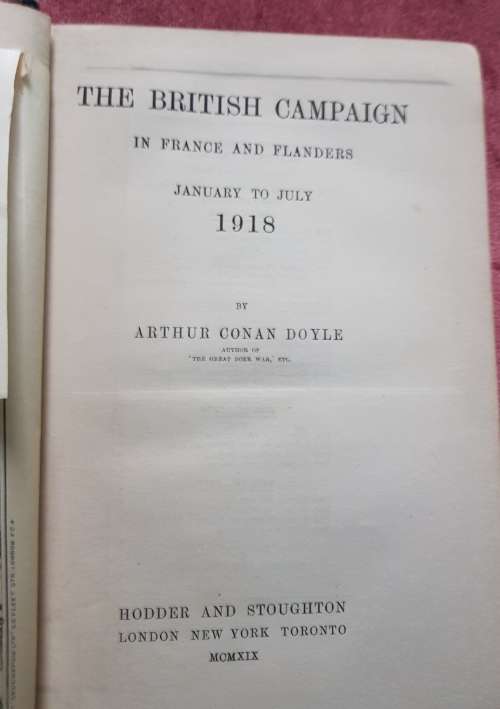 THE BRITISH CAMPAIGN
IN FRANCE AND FLANDERS
JANUARY TO JULY
1918
BY
ARTHUR CONAN DOYLE
AUTHOR OF
'THE GREAT BOER WAR,' ETC.
HODDER AND STOUGHTON
LONDON NEW YORK TORONTO
MCMXIX